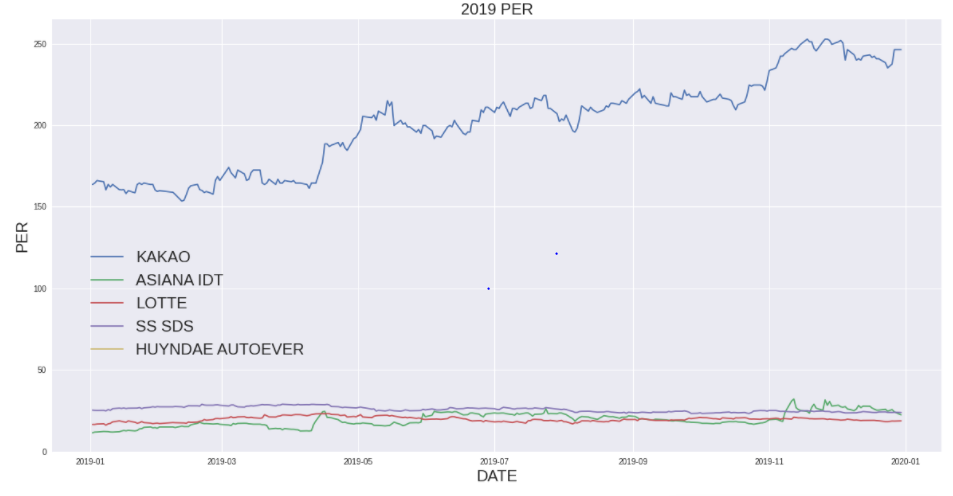 2019 PER
250
200
150
100
50
0
PER
KAKAO
ASIANA IDT
LOTTE
SS SDS
HUYNDAE AUTOEVER
2019-01 2019-03 2019-05 2019-07 2019-09 2019-11 2020-01
DATE